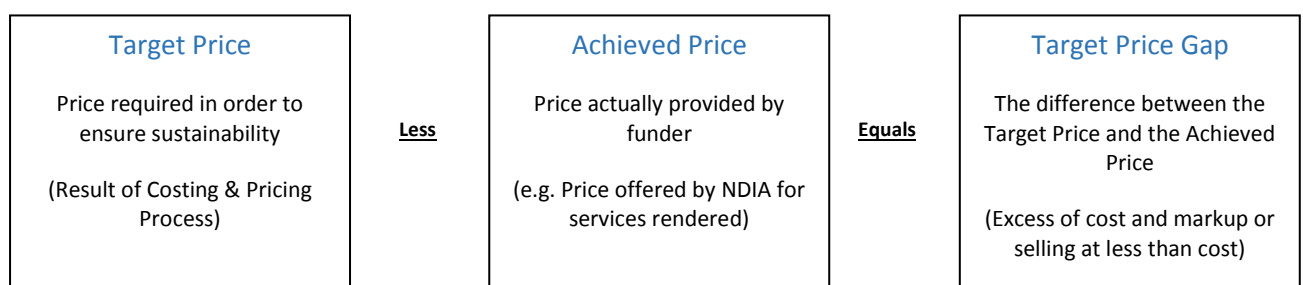 Target Price
Price required in order to
ensure sustainability
(Result of Costing & Pricing
Process)
Less
Achieved Price
Price actually provided by
funder
(e.g. Price offered by NDIA for
services rendered)
Equals
Target Price Gap
The difference between the
Target Price and the Achieved
Price
(Excess of cost and markup or
selling at less than cost)